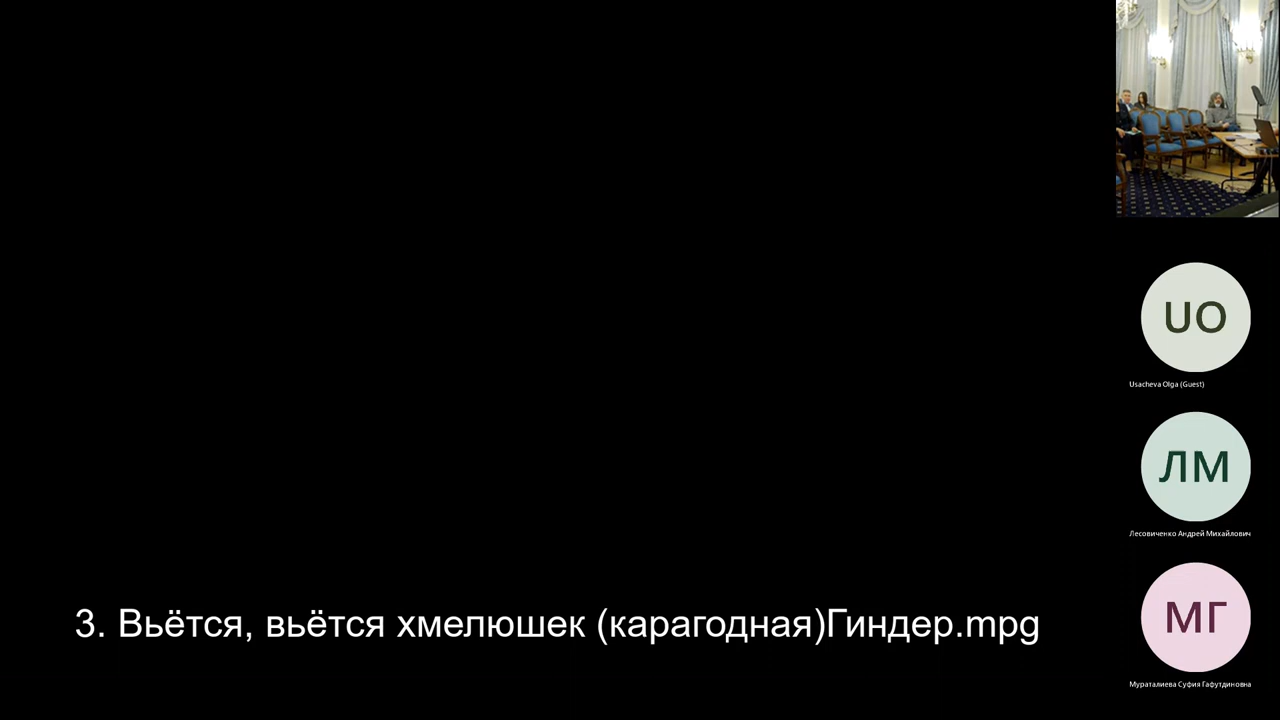 UO
Usacheva Olga (Guest)
ЛМ
Лесовиченко Андрей Михайлович
3. Вьётся, вьётся хмелюшек (карагодная)Гиндер.mpg
МГ
Мураталиева Суфия Гафутдиновна